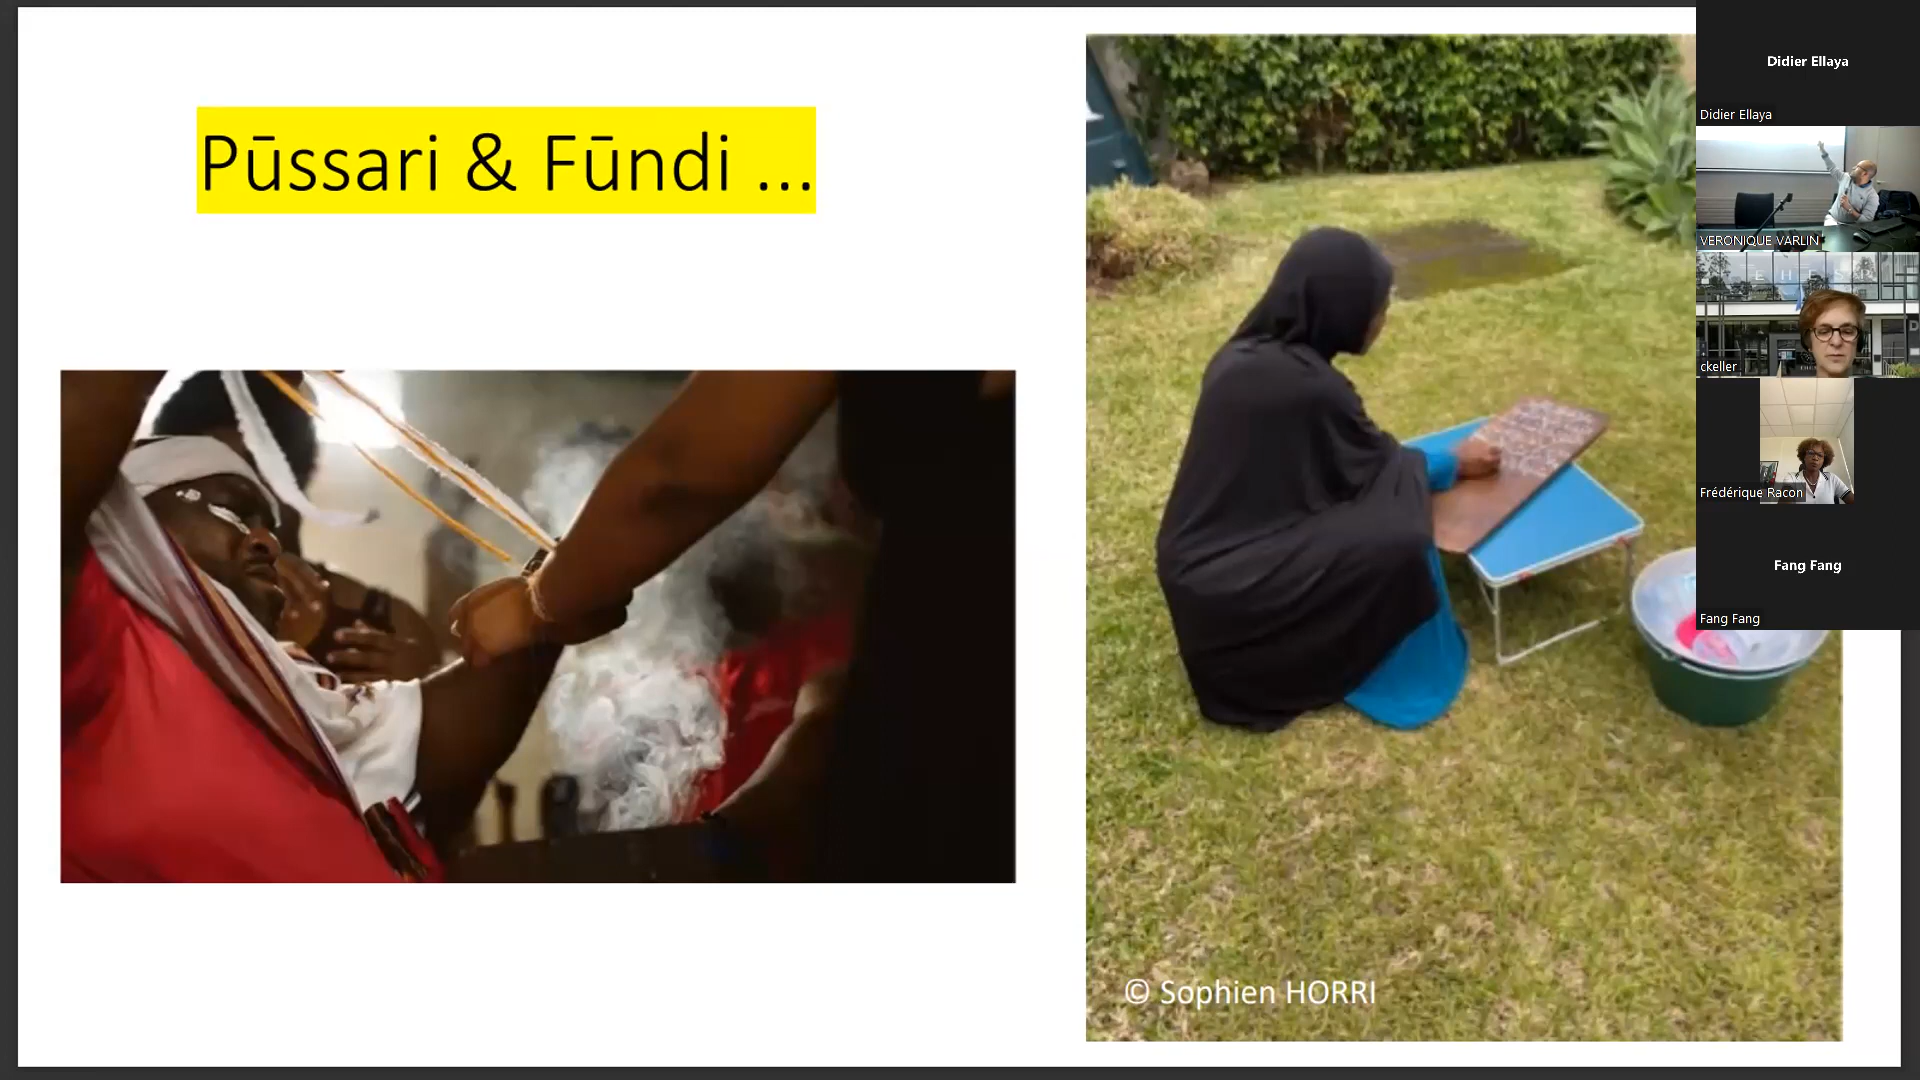 Pūssari & Fūndi ...
© Sophien HORRI
Didier Ellaya
Didier Ellaya
VERONIQUE VARLIN
E H E S P
ckeller
Frédérique Racon
Fang Fang
Fang Fang